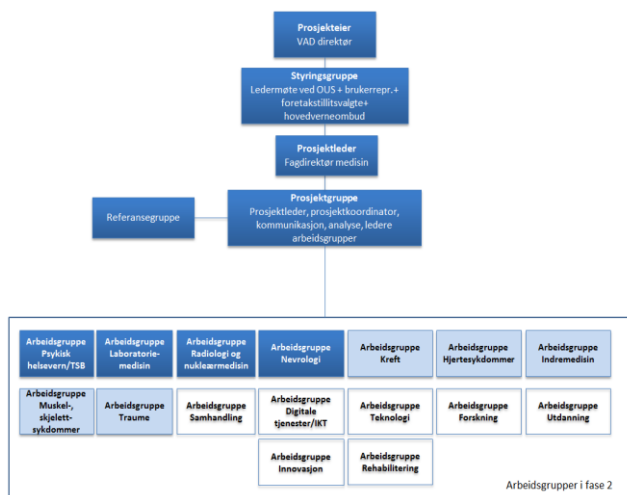 Prosjekteier
VAD direktør
Styringsgruppe
Ledermøte ved OUS + brukerrepr.+
foretakstillitsvalgte+
hovedverneombud
Prosjektleder
Fagdirektør medisin
Prosjektgruppe
Prosjektleder, prosjektkoordinator,
kommunikasjon, analyse, ledere
arbeidsgrupper
Referansegruppe
Arbeidsgruppe
Psykisk
helsevern/TSB
Arbeidsgruppe
Laboratorie-
medisin
Arbeidsgruppe
Radiologi og
nukleærmedisin
Arbeidsgruppe
Nevrologi
Arbeidsgruppe
Kreft
Arbeidsgruppe
Hjertesykdommer
Arbeidsgruppe
Indremedisin
Arbeidsgruppe
Muskel-,
skjelett-
sykdommer
Arbeidsgruppe
Traume
Arbeidsgruppe
Samhandling
Arbeidsgruppe
Digitale
tjenester/IKT
Arbeidsgruppe
Teknologi
Arbeidsgruppe
Forskning
Arbeidsgruppe
Utdanning
Arbeidsgruppe
Innovasjon
Arbeidsgruppe
Rehabilitering
Arbeidsgrupper i fase 2